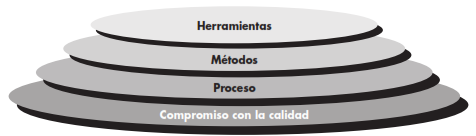 Herramientas
Métodos
Proceso
Compromiso con la calidad